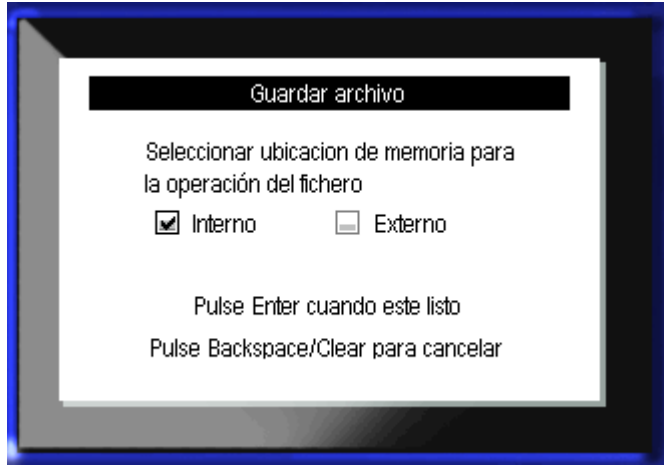 Guardar archivo
Seleccionar ubicacion de memoria para
la operación del fichero
Interno Externo
Pulse Enter cuando este listo
Pulse Backspace/Clear para cancelar